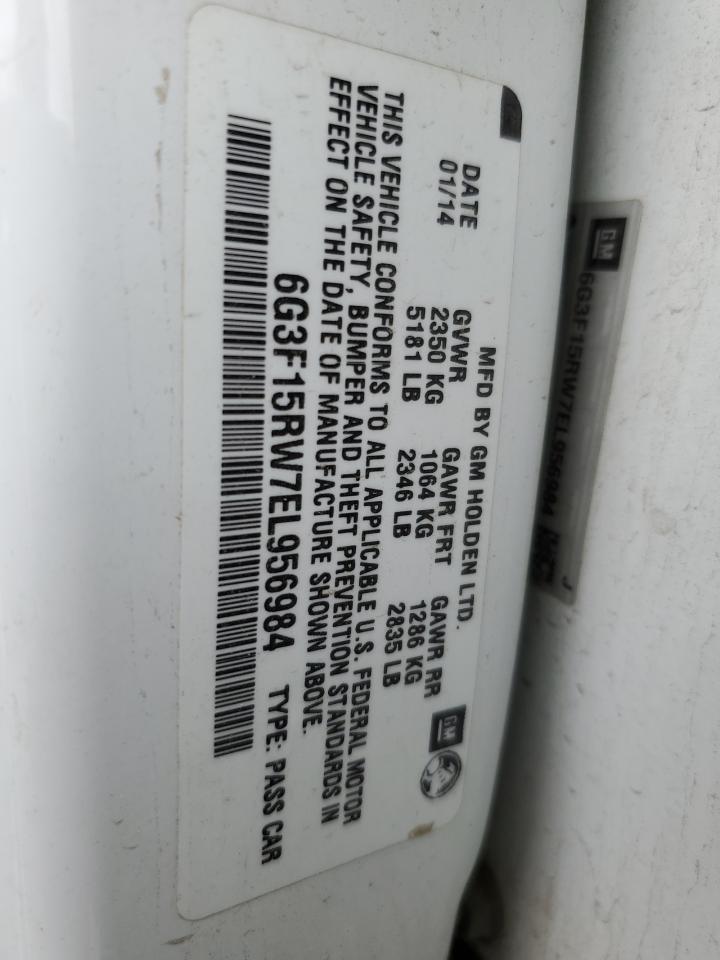 MFD BY GM HOLDEN LTD.
DATE GVWR GAWR FRT GAWR RR
01/14 2350 KG 1064 KG 1286 KG
5181 LB 2346 LB 2835 LB
THIS VEHICLE CONFORMS TO ALL APPLICABLE U.S. FEDERAL MOTOR
VEHICLE SAFETY, BUMPER AND THEFT PREVENTION STANDARDS IN
EFFECT ON THE DATE OF MANUFACTURE SHOWN ABOVE.
6G3F15RW7EL956984 TYPE: PASS CAR
GM
GM
6G3F15RW7EL956984
J